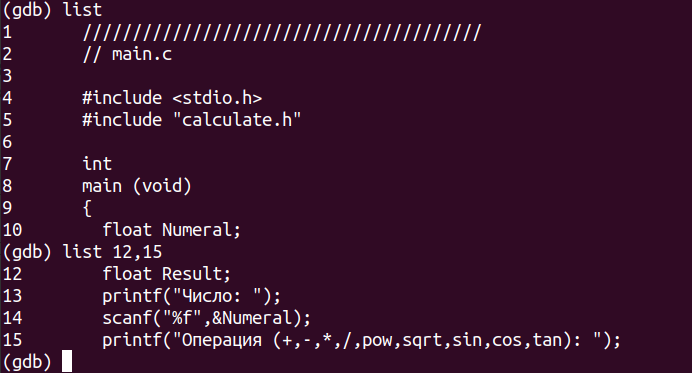 (gdb) list
1 ////////////////////////////////////////
2 // main.c
3
4 #include <stdio.h>
5 #include "calculate.h"
6
7 int
8 main (void)
9 {
10 float Numeral;
(gdb) list 12,15
12 float Result;
13 printf("Число: ");
14 scanf("%f",&Numeral);
15 printf("Операция (+,-,*,/,pow,sqrt,sin,cos,tan): ");
(gdb)